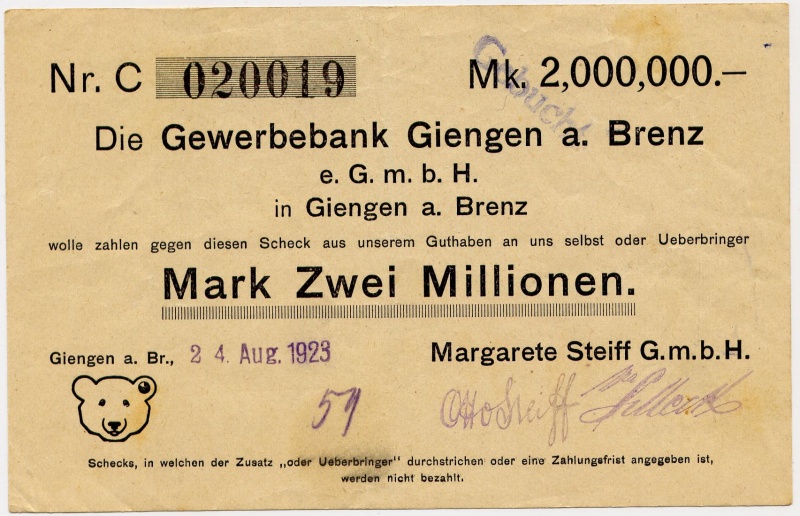 Nr. C 020019 Mk. 2,000,000.—
Gebucht
Die Gewerbebank Giengen a. Brenz
e. G. m. b. H.
in Giengen a. Brenz
wolle zahlen gegen diesen Scheck aus unserem Guthaben an uns selbst oder Ueberbringer
Mark Zwei Millionen.
Giengen a. Br., 24. Aug. 1923 Margarete Steiff G.m.b.H.
Otto Steiff
Schecks, in welchen der Zusatz „oder Ueberbringer“ durchstrichen oder eine Zahlungsfrist angegeben ist,
werden nicht bezahlt.